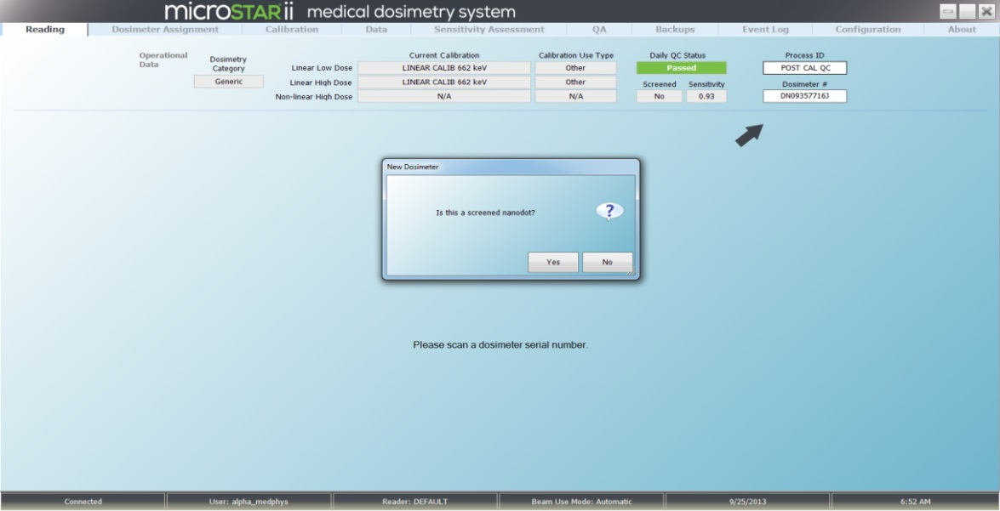 microSTARii medical dosimetry system
Reading Dosimeter Assignment Calibration Data Sensitivity Assessment QA Backups Event Log Configuration About
Operational Data
Dosimetry Category
Generic
Current Calibration Calibration Use Type
Linear Low Dose LINEAR CALIB 662 keV Other
Linear High Dose LINEAR CALIB 662 keV Other
Non-linear High Dose N/A N/A
Daily QC Status
Passed
Screened Sensitivity
No 0.93
Process ID
POST CAL QC
Dosimeter #
DN09357716J
New Dosimeter
Is this a screened nanodot?
?
Yes No
Please scan a dosimeter serial number.
Connected User: alpha_medphys Reader: DEFAULT Beam Use Mode: Automatic 9/25/2013 6:52 AM